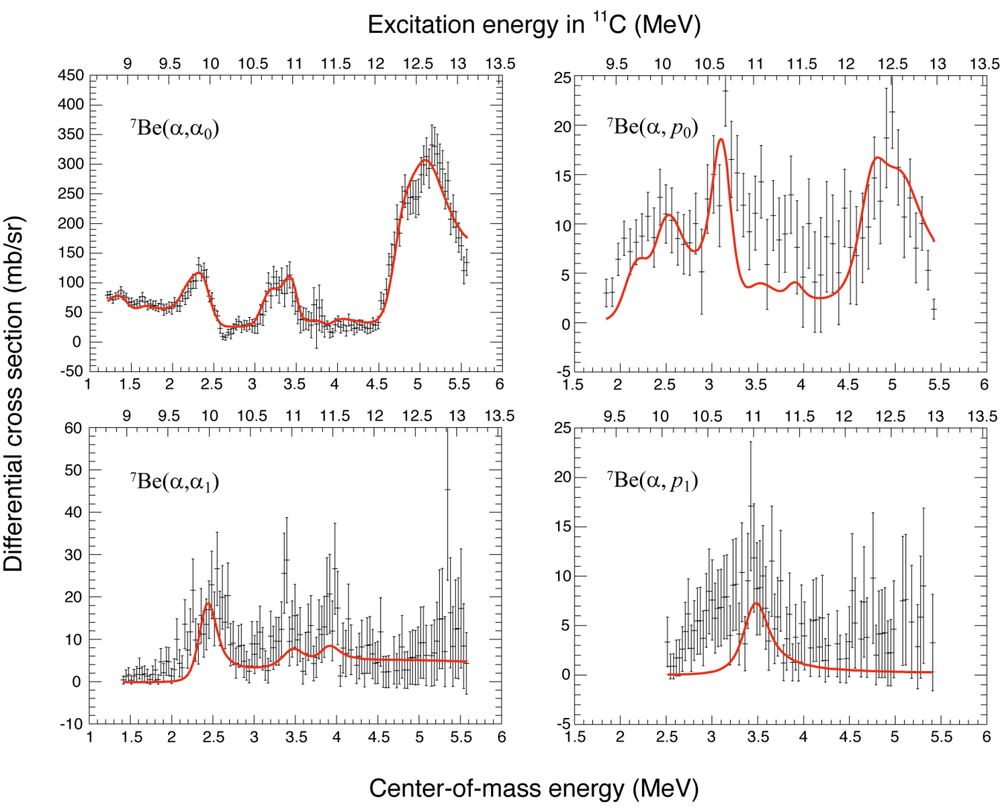 Excitation energy in ¹¹C (MeV)
9 9.5 10 10.5 11 11.5 12 12.5 13 13.5
450
400
350
300
250
200
150
100
50
0
-50
⁷Be(α,α₀)
1 1.5 2 2.5 3 3.5 4 4.5 5 5.5 6
9.5 10 10.5 11 11.5 12 12.5 13 13.5
25
20
15
10
5
0
-5
⁷Be(α, p₀)
1.5 2 2.5 3 3.5 4 4.5 5 5.5 6
Differential cross section (mb/sr)
9 9.5 10 10.5 11 11.5 12 12.5 13 13.5
60
50
40
30
20
10
0
-10
⁷Be(α,α₁)
1 1.5 2 2.5 3 3.5 4 4.5 5 5.5 6
9.5 10 10.5 11 11.5 12 12.5 13 13.5
25
20
15
10
5
0
-5
⁷Be(α, p₁)
1.5 2 2.5 3 3.5 4 4.5 5 5.5 6
Center-of-mass energy (MeV)